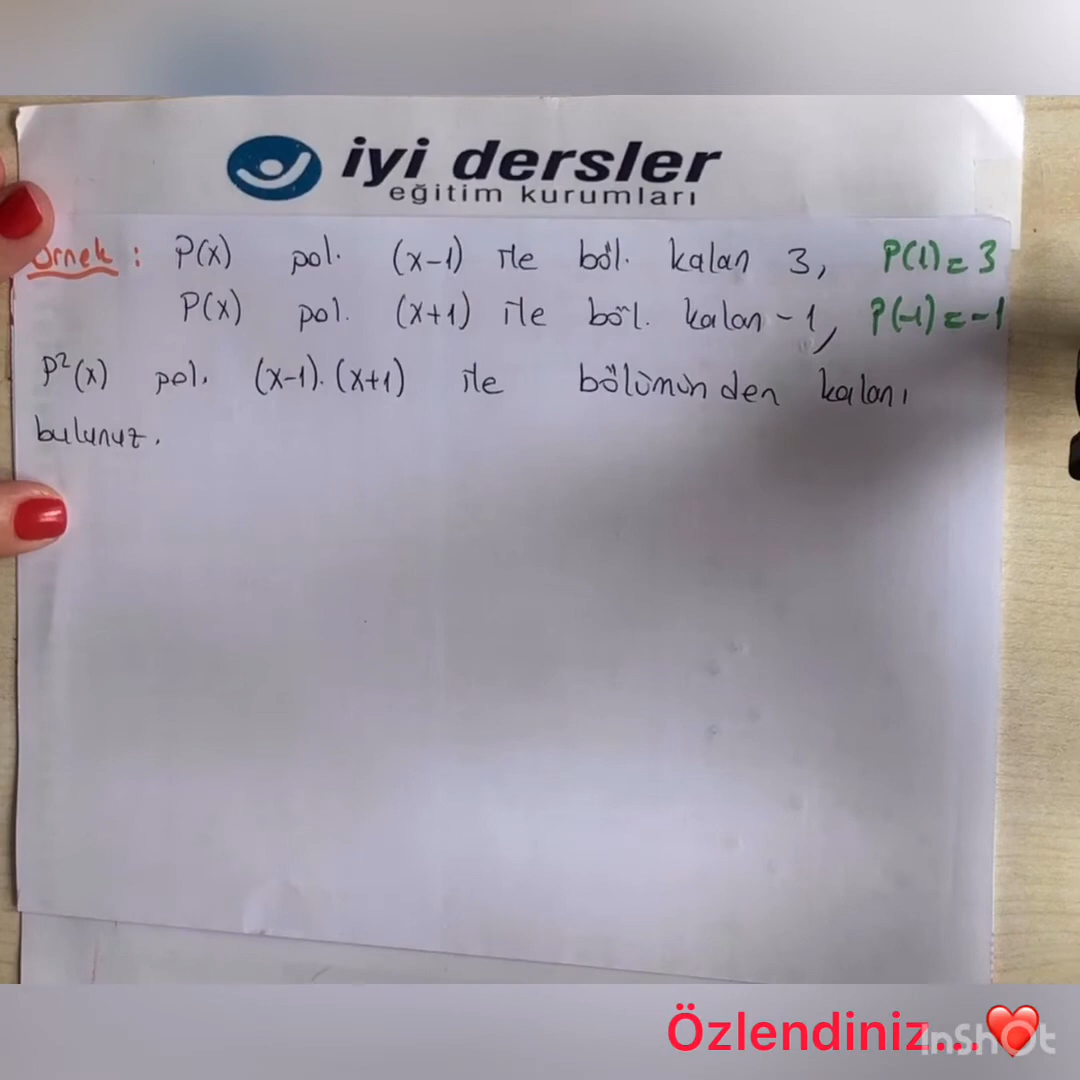 iyi dersler
eğitim kurumları
Örnek : P(x) pol. (x-1) ile böl. kalan 3, P(1)=3
P(x) pol. (x+1) ile böl. kalan -1, P(-1)=-1
P²(x) pol. (x-1).(x+1) ile bölümünden kalanı
bulunuz.
Özlendiniz...❤️
InShOt